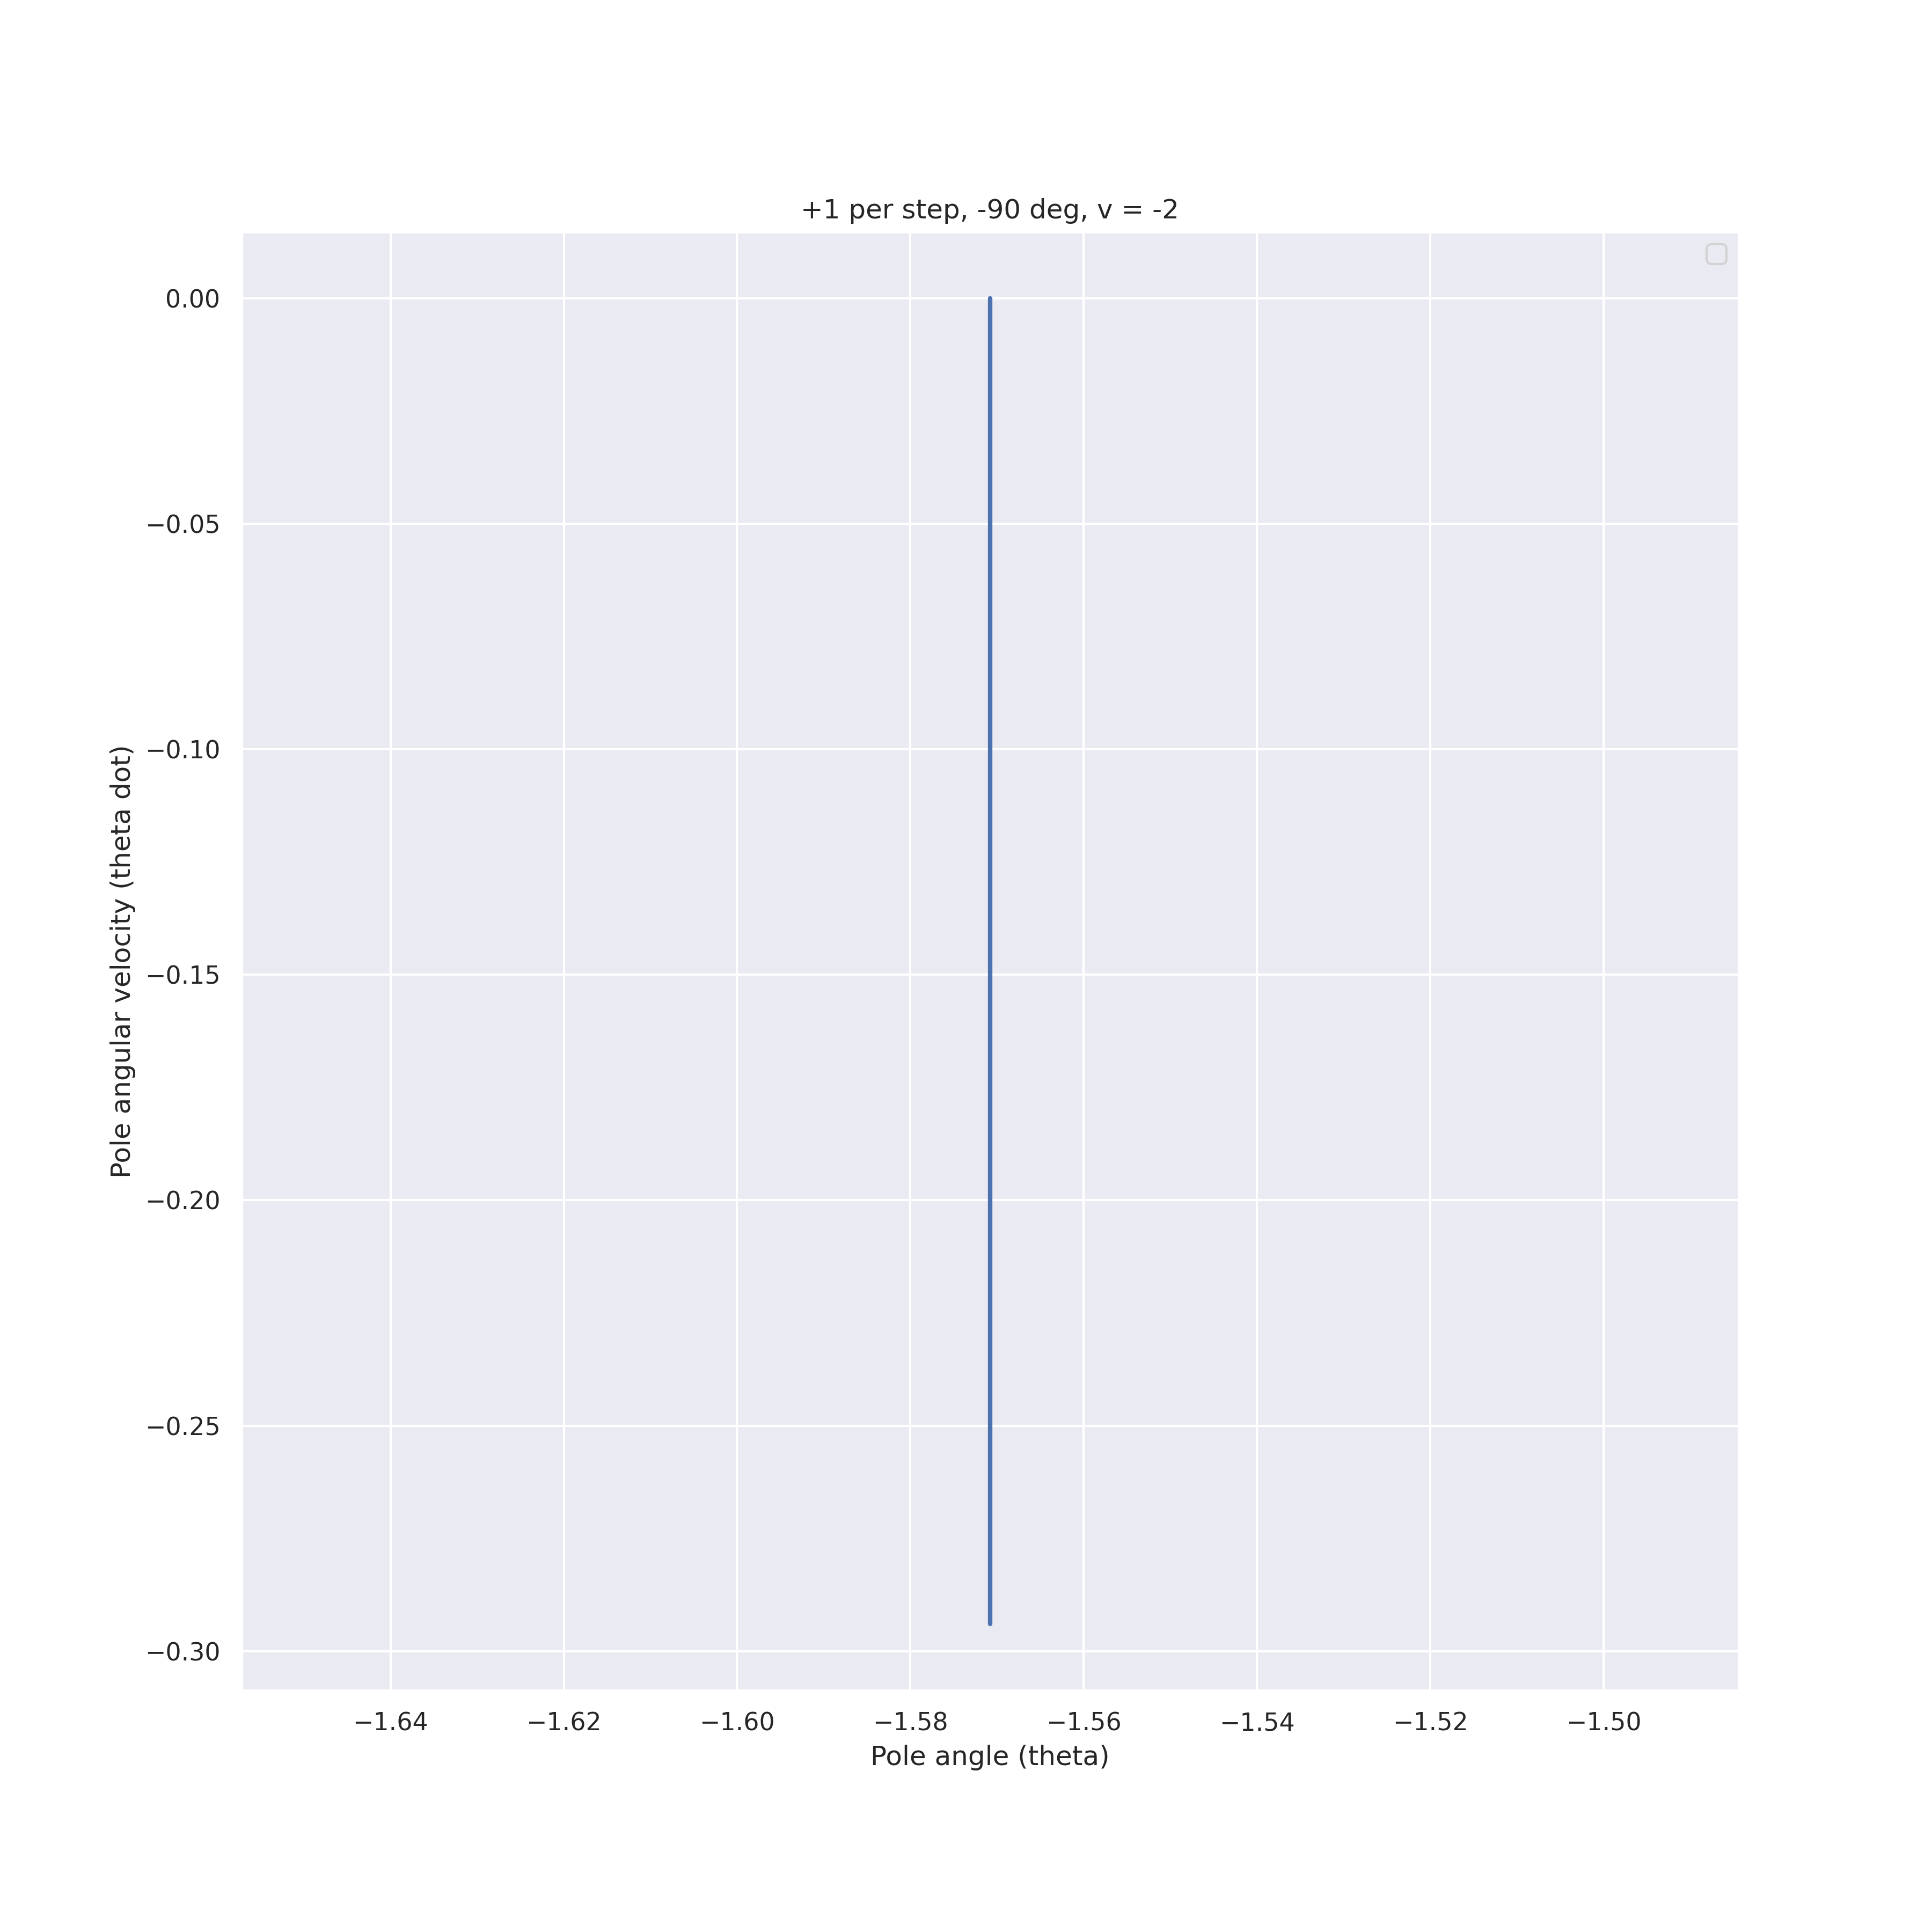 +1 per step, -90 deg, v = -2
0.00
−0.05
−0.10
−0.15
−0.20
−0.25
−0.30
Pole angular velocity (theta dot)
−1.64 −1.62 −1.60 −1.58 −1.56 −1.54 −1.52 −1.50
Pole angle (theta)